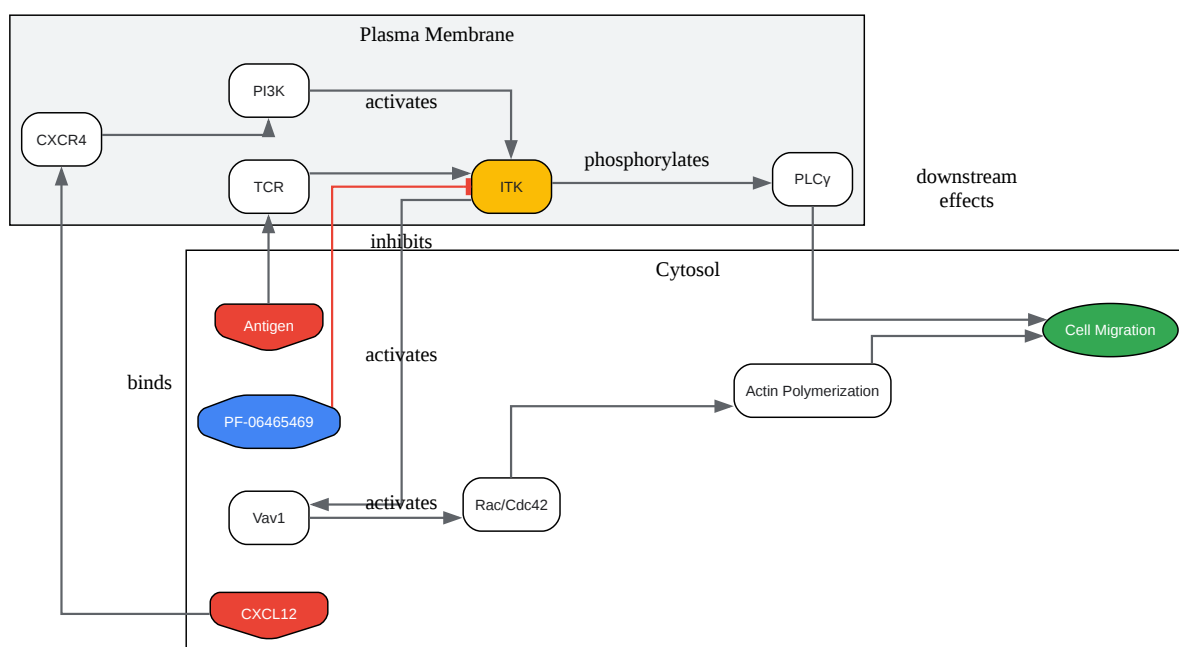 Plasma Membrane
PI3K
activates
CXCR4
TCR
ITK
phosphorylates
PLCγ
downstream
effects
inhibits
Cytosol
Antigen
Cell Migration
activates
binds
Actin Polymerization
PF-06465469
activates
Rac/Cdc42
Vav1
CXCL12